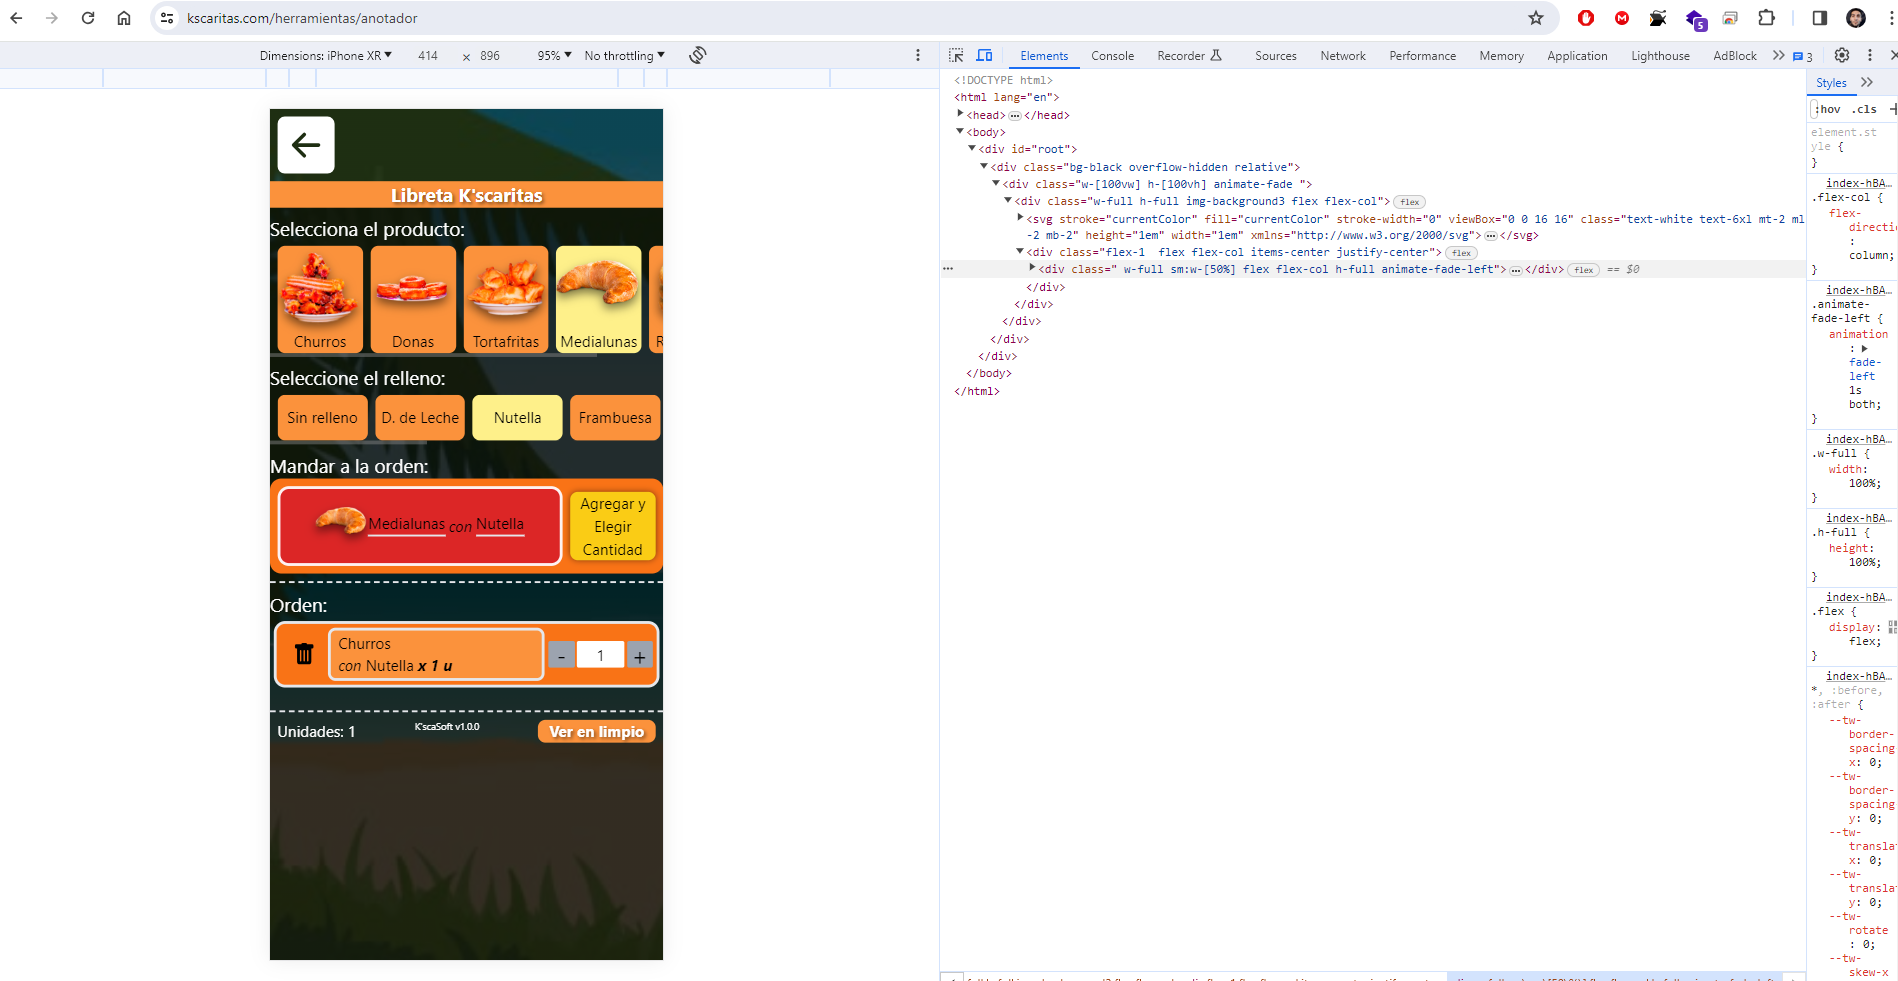 kscaritas.com/herramientas/anotador
5
Dimensions: iPhone XR 414 × 896 95% No throttling
Elements Console Recorder Sources Network Performance Memory Application Lighthouse AdBlock 3
Libreta K'scaritas
Selecciona el producto:
Churros Donas Tortafritas Medialunas R
Seleccione el relleno:
Sin relleno D. de Leche Nutella Frambuesa
Mandar a la orden:
Medialunas con Nutella
Agregar y
Elegir
Cantidad
Orden:
Churros
con Nutella x 1 u
- 1 +
Unidades: 1 K'scaSoft v1.0.0 Ver en limpio
<!DOCTYPE html>
<html lang="en">
<head> ••• </head>
<body>
<div id="root">
<div class="bg-black overflow-hidden relative">
<div class="w-[100vw] h-[100vh] animate-fade ">
<div class="w-full h-full img-background3 flex flex-col"> flex
<svg stroke="currentColor" fill="currentColor" stroke-width="0" viewBox="0 0 16 16" class="text-white text-6xl mt-2 ml
-2 mb-2" height="1em" width="1em" xmlns="http://www.w3.org/2000/svg"> ••• </svg>
<div class="flex-1  flex flex-col items-center justify-center"> flex
••• <div class=" w-full sm:w-[50%] flex flex-col h-full animate-fade-left"> ••• </div> flex == $0
</div>
</div>
</div>
</div>
</div>
</body>
</html>
Styles
:hov .cls +
element.st
yle {
}
index-hBA…
.flex-col {
flex-
directi
:
column;
}
index-hBA…
.animate-
fade-left {
animation
:
fade-
left
1s
both;
}
index-hBA…
.w-full {
width:
100%;
}
index-hBA…
.h-full {
height:
100%;
}
index-hBA…
.flex {
display:
flex;
}
index-hBA…
*, :before,
:after {
--tw-
border-
spacing
x: 0;
--tw-
border-
spacing
y: 0;
--tw-
transla
x: 0;
--tw-
translat
y: 0;
--tw-
rotate
: 0;
--tw-
skew-x